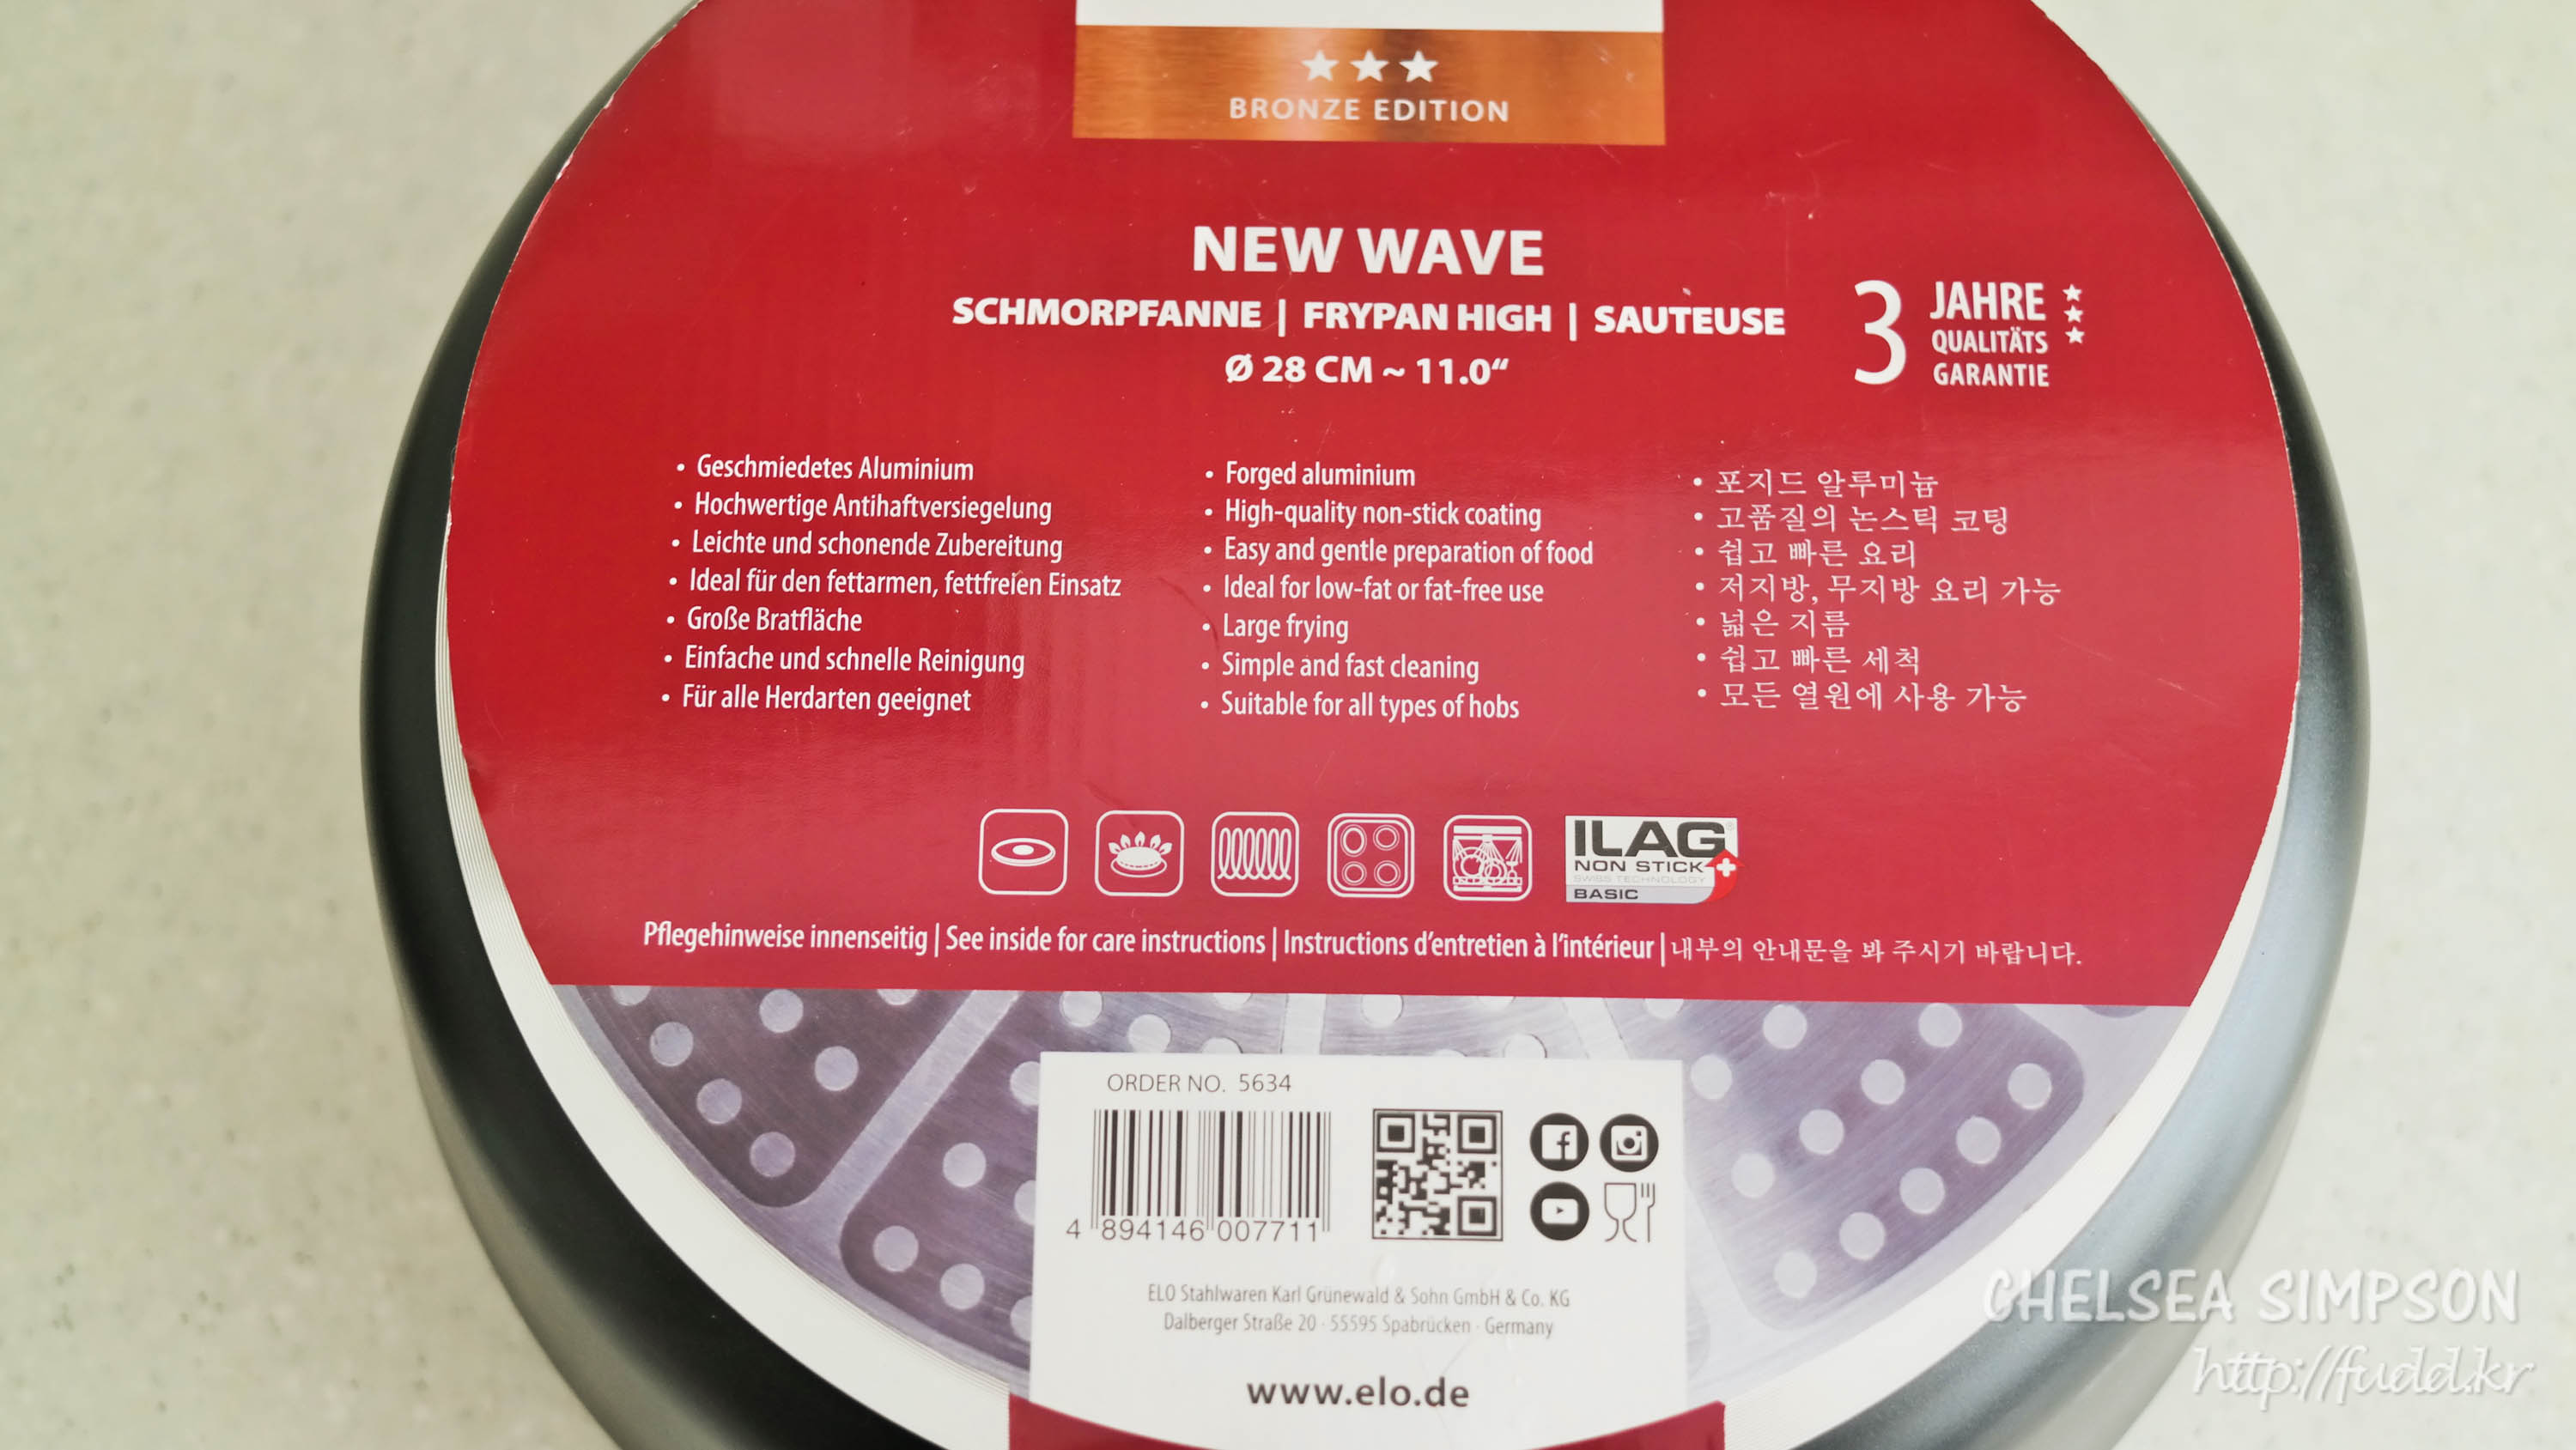 BRONZE EDITION
NEW WAVE
SCHMORPFANNE | FRYPAN HIGH | SAUTEUSE
Ø 28 CM ~ 11.0“
3 JAHRE
QUALITÄTS
GARANTIE
• Geschmiedetes Aluminium
• Hochwertige Antihaftversiegelung
• Leichte und schonende Zubereitung
• Ideal für den fettarmen, fettfreien Einsatz
• Große Bratfläche
• Einfache und schnelle Reinigung
• Für alle Herdarten geeignet
• Forged aluminium
• High-quality non-stick coating
• Easy and gentle preparation of food
• Ideal for low-fat or fat-free use
• Large frying
• Simple and fast cleaning
• Suitable for all types of hobs
• 포지드 알루미늄
• 고품질의 논스틱 코팅
• 쉽고 빠른 요리
• 저지방, 무지방 요리 가능
• 넓은 지름
• 쉽고 빠른 세척
• 모든 열원에 사용 가능
ILAG
NON STICK
SWISS TECHNOLOGY
BASIC
Pflegehinweise innenseitig | See inside for care instructions | Instructions d’entretien à l’intérieur | 내부의 안내문을 봐 주시기 바랍니다.
ORDER NO. 5634
4 894146 007711
ELO Stahlwaren Karl Grünewald & Sohn GmbH & Co. KG
Dalberger Straße 20 · 55595 Spabrücken · Germany
www.elo.de
CHELSEA SIMPSON
http://fudd.kr